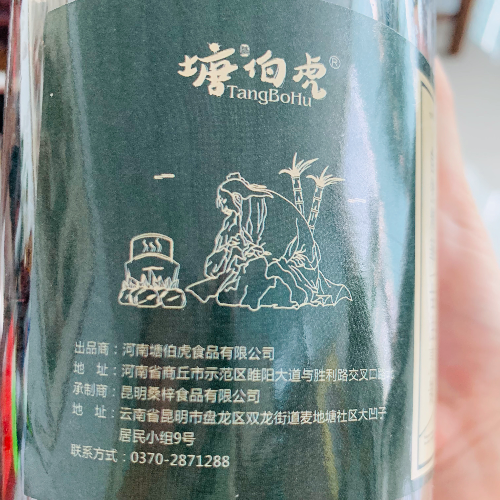 塘伯虎®
TangBoHu
出品商：河南塘伯虎食品有限公司
地 址：河南省商丘市示范区睢阳大道与胜利路交叉口
承制商：昆明桑梓食品有限公司
地 址：云南省昆明市盘龙区双龙街道麦地塘社区大凹子
居民小组9号
联系方式：0370-2871288